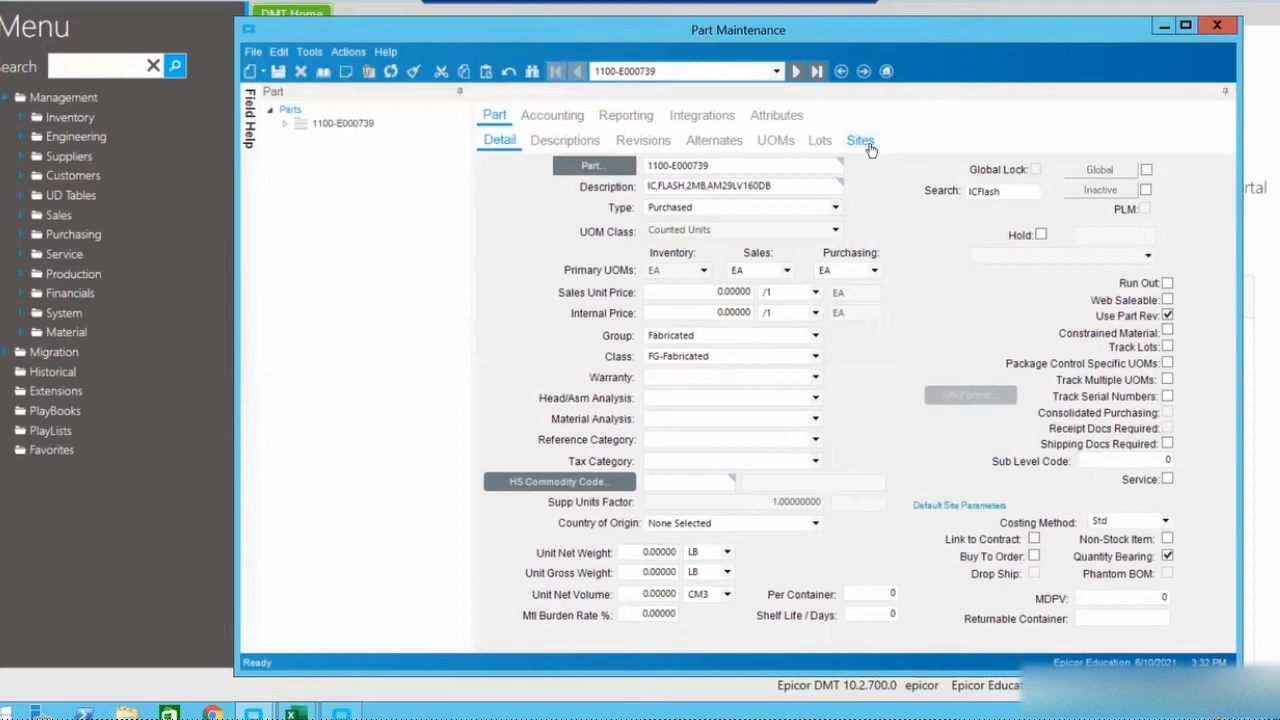 Menu
DMT Home
Part Maintenance
File Edit Tools Actions Help
Search
1100-E000739
Management
Inventory
Engineering
Suppliers
Customers
UD Tables
Sales
Purchasing
Service
Production
Financials
System
Material
Migration
Historical
Extensions
PlayBooks
PlayLists
Favorites
Field Help
Part
Parts
1100-E000739
Part Accounting Reporting Integrations Attributes
Detail Descriptions Revisions Alternates UOMs Lots Sites
Part... 1100-E000739
Description: IC,FLASH,2MB,AM29LV160DB
Type: Purchased
UOM Class: Counted Units
Inventory: Sales: Purchasing:
Primary UOMs: EA EA EA
Sales Unit Price: 0.00000 /1 EA
Internal Price: 0.00000 /1 EA
Group: Fabricated
Class: FG-Fabricated
Warranty:
Head/Asm Analysis:
Material Analysis:
Reference Category:
Tax Category:
HS Commodity Code...
Supp Units Factor: 1.00000000
Country of Origin: None Selected
Unit Net Weight: 0.00000 LB
Unit Gross Weight: 0.00000 LB
Unit Net Volume: 0.00000 CM3 Per Container: 0
Mtl Burden Rate %: 0.00000 Shelf Life / Days: 0
Global Lock: Global
Search: ICFlash Inactive
PLM:
Hold:
Run Out:
Web Saleable:
Use Part Rev:
Constrained Material:
Track Lots:
Package Control Specific UOMs:
Track Multiple UOMs:
Track Serial Numbers:
Consolidated Purchasing:
Receipt Docs Required:
Shipping Docs Required:
Sub Level Code: 0
Service:
Default Site Parameters
Costing Method: Std
Link to Contract: Non-Stock Item:
Buy To Order: Quantity Bearing:
Drop Ship: Phantom BOM:
MDPV: 0
Returnable Container:
Ready Epicor Education 6/10/2021 3:32 PM
Epicor DMT 10.2.700.0 epicor Epicor Educat
ortal